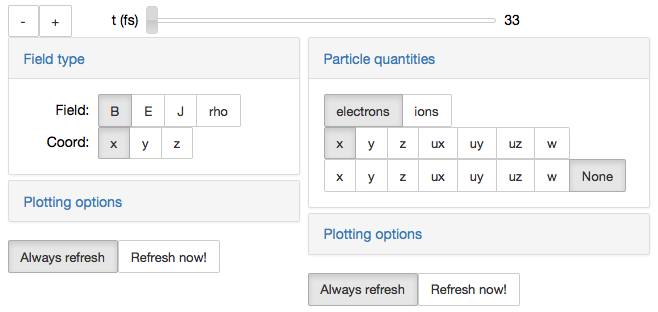 - + t (fs) 33
Field type
Field: B E J rho
Coord: x y z
Plotting options
Always refresh Refresh now!
Particle quantities
electrons ions
x y z ux uy uz w
x y z ux uy uz w None
Plotting options
Always refresh Refresh now!